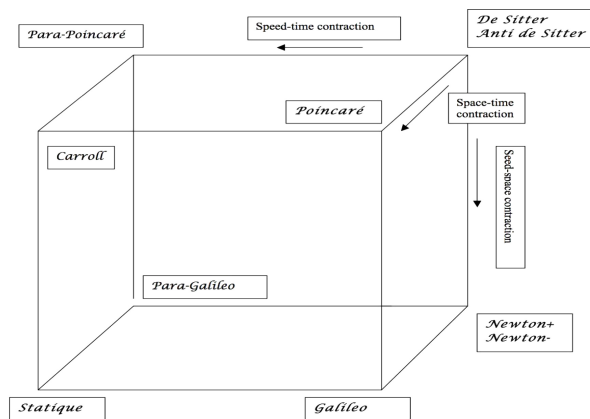 Para-Poincaré
Speed-time contraction
De Sitter
Anti de Sitter
Poincaré
Space-time
contraction
Carroll
Seed-snace contraction
Para-Galileo
Newton+
Newton-
Statique
Galileo